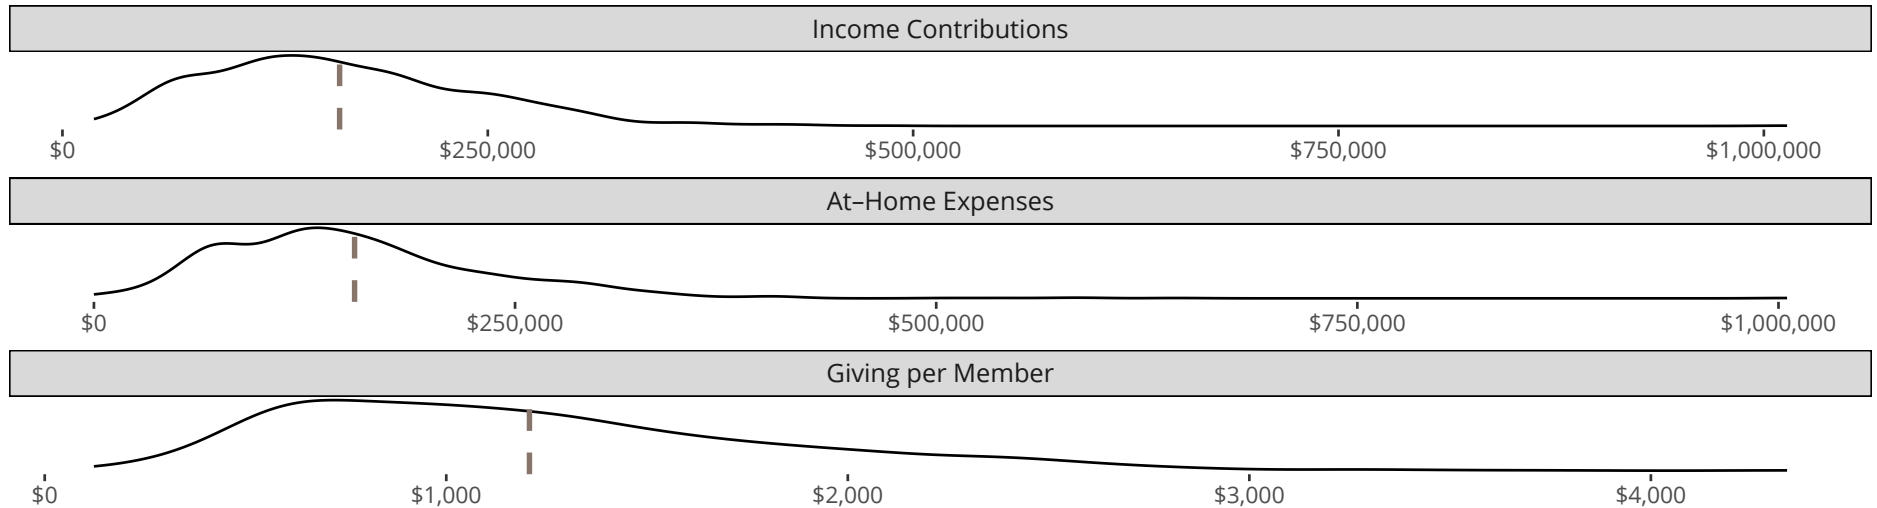 Income Contributions
$0 $250,000 $500,000 $750,000 $1,000,000
At–Home Expenses
$0 $250,000 $500,000 $750,000 $1,000,000
Giving per Member
$0 $1,000 $2,000 $3,000 $4,000